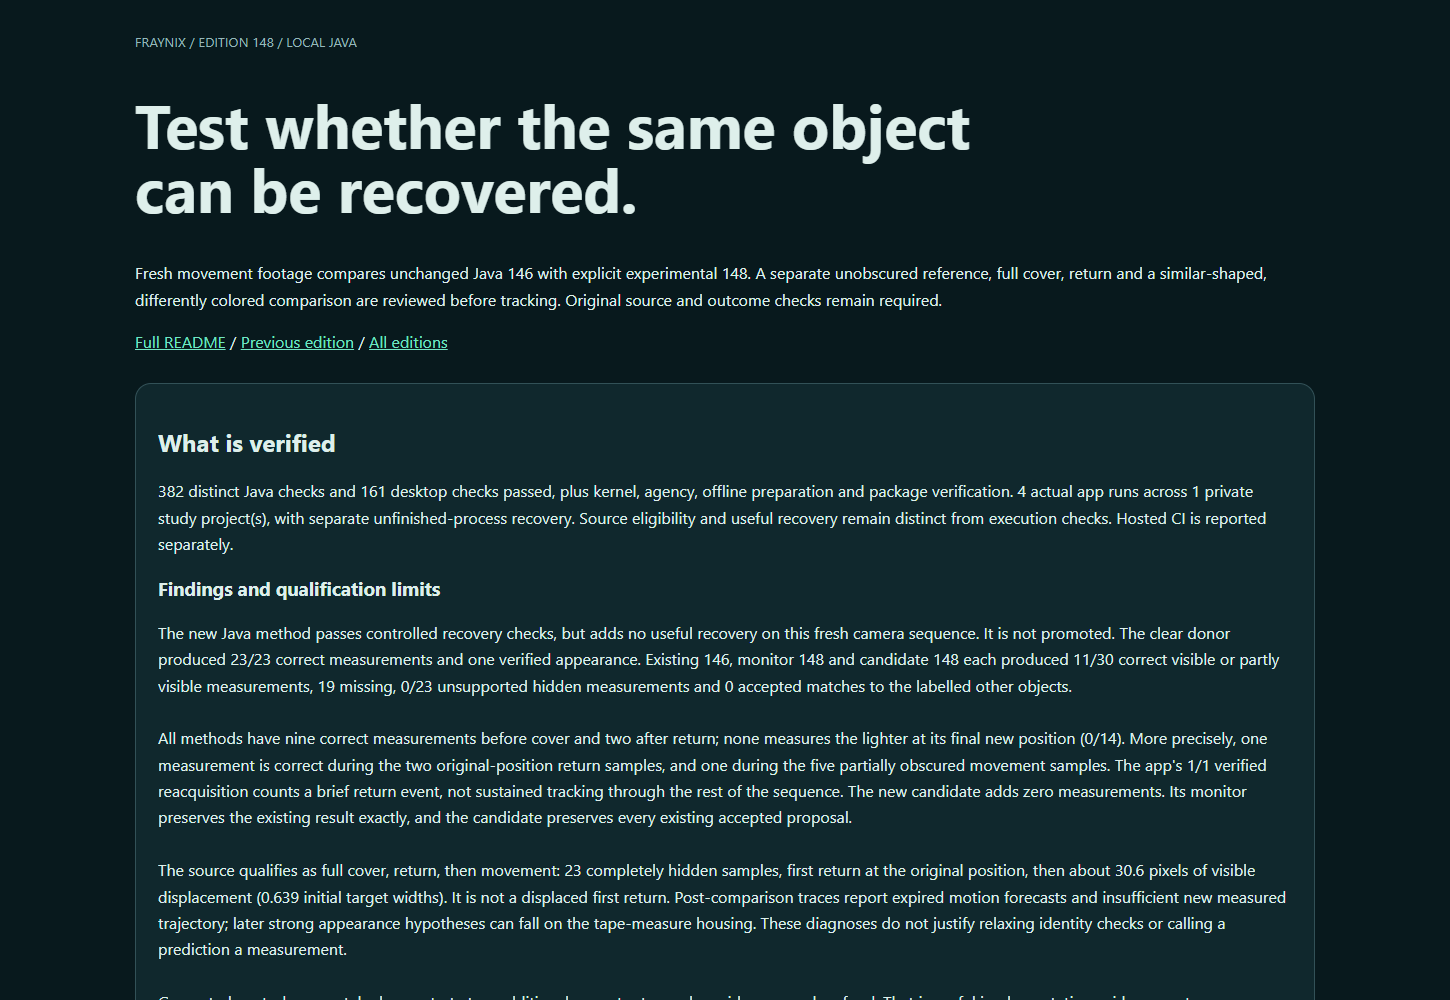 FRAYNIX / EDITION 148 / LOCAL JAVA
Test whether the same object
can be recovered.
Fresh movement footage compares unchanged Java 146 with explicit experimental 148. A separate unobscured reference, full cover, return and a similar-shaped,
differently colored comparison are reviewed before tracking. Original source and outcome checks remain required.
Full README / Previous edition / All editions
What is verified
382 distinct Java checks and 161 desktop checks passed, plus kernel, agency, offline preparation and package verification. 4 actual app runs across 1 private
study project(s), with separate unfinished-process recovery. Source eligibility and useful recovery remain distinct from execution checks. Hosted CI is reported
separately.
Findings and qualification limits
The new Java method passes controlled recovery checks, but adds no useful recovery on this fresh camera sequence. It is not promoted. The clear donor
produced 23/23 correct measurements and one verified appearance. Existing 146, monitor 148 and candidate 148 each produced 11/30 correct visible or partly
visible measurements, 19 missing, 0/23 unsupported hidden measurements and 0 accepted matches to the labelled other objects.
All methods have nine correct measurements before cover and two after return; none measures the lighter at its final new position (0/14). More precisely, one
measurement is correct during the two original-position return samples, and one during the five partially obscured movement samples. The app's 1/1 verified
reacquisition counts a brief return event, not sustained tracking through the rest of the sequence. The new candidate adds zero measurements. Its monitor
preserves the existing result exactly, and the candidate preserves every existing accepted proposal.
The source qualifies as full cover, return, then movement: 23 completely hidden samples, first return at the original position, then about 30.6 pixels of visible
displacement (0.639 initial target widths). It is not a displaced first return. Post-comparison traces report expired motion forecasts and insufficient new measured
trajectory; later strong appearance hypotheses can fall on the tape-measure housing. These diagnoses do not justify relaxing identity checks or calling a
prediction a measurement.